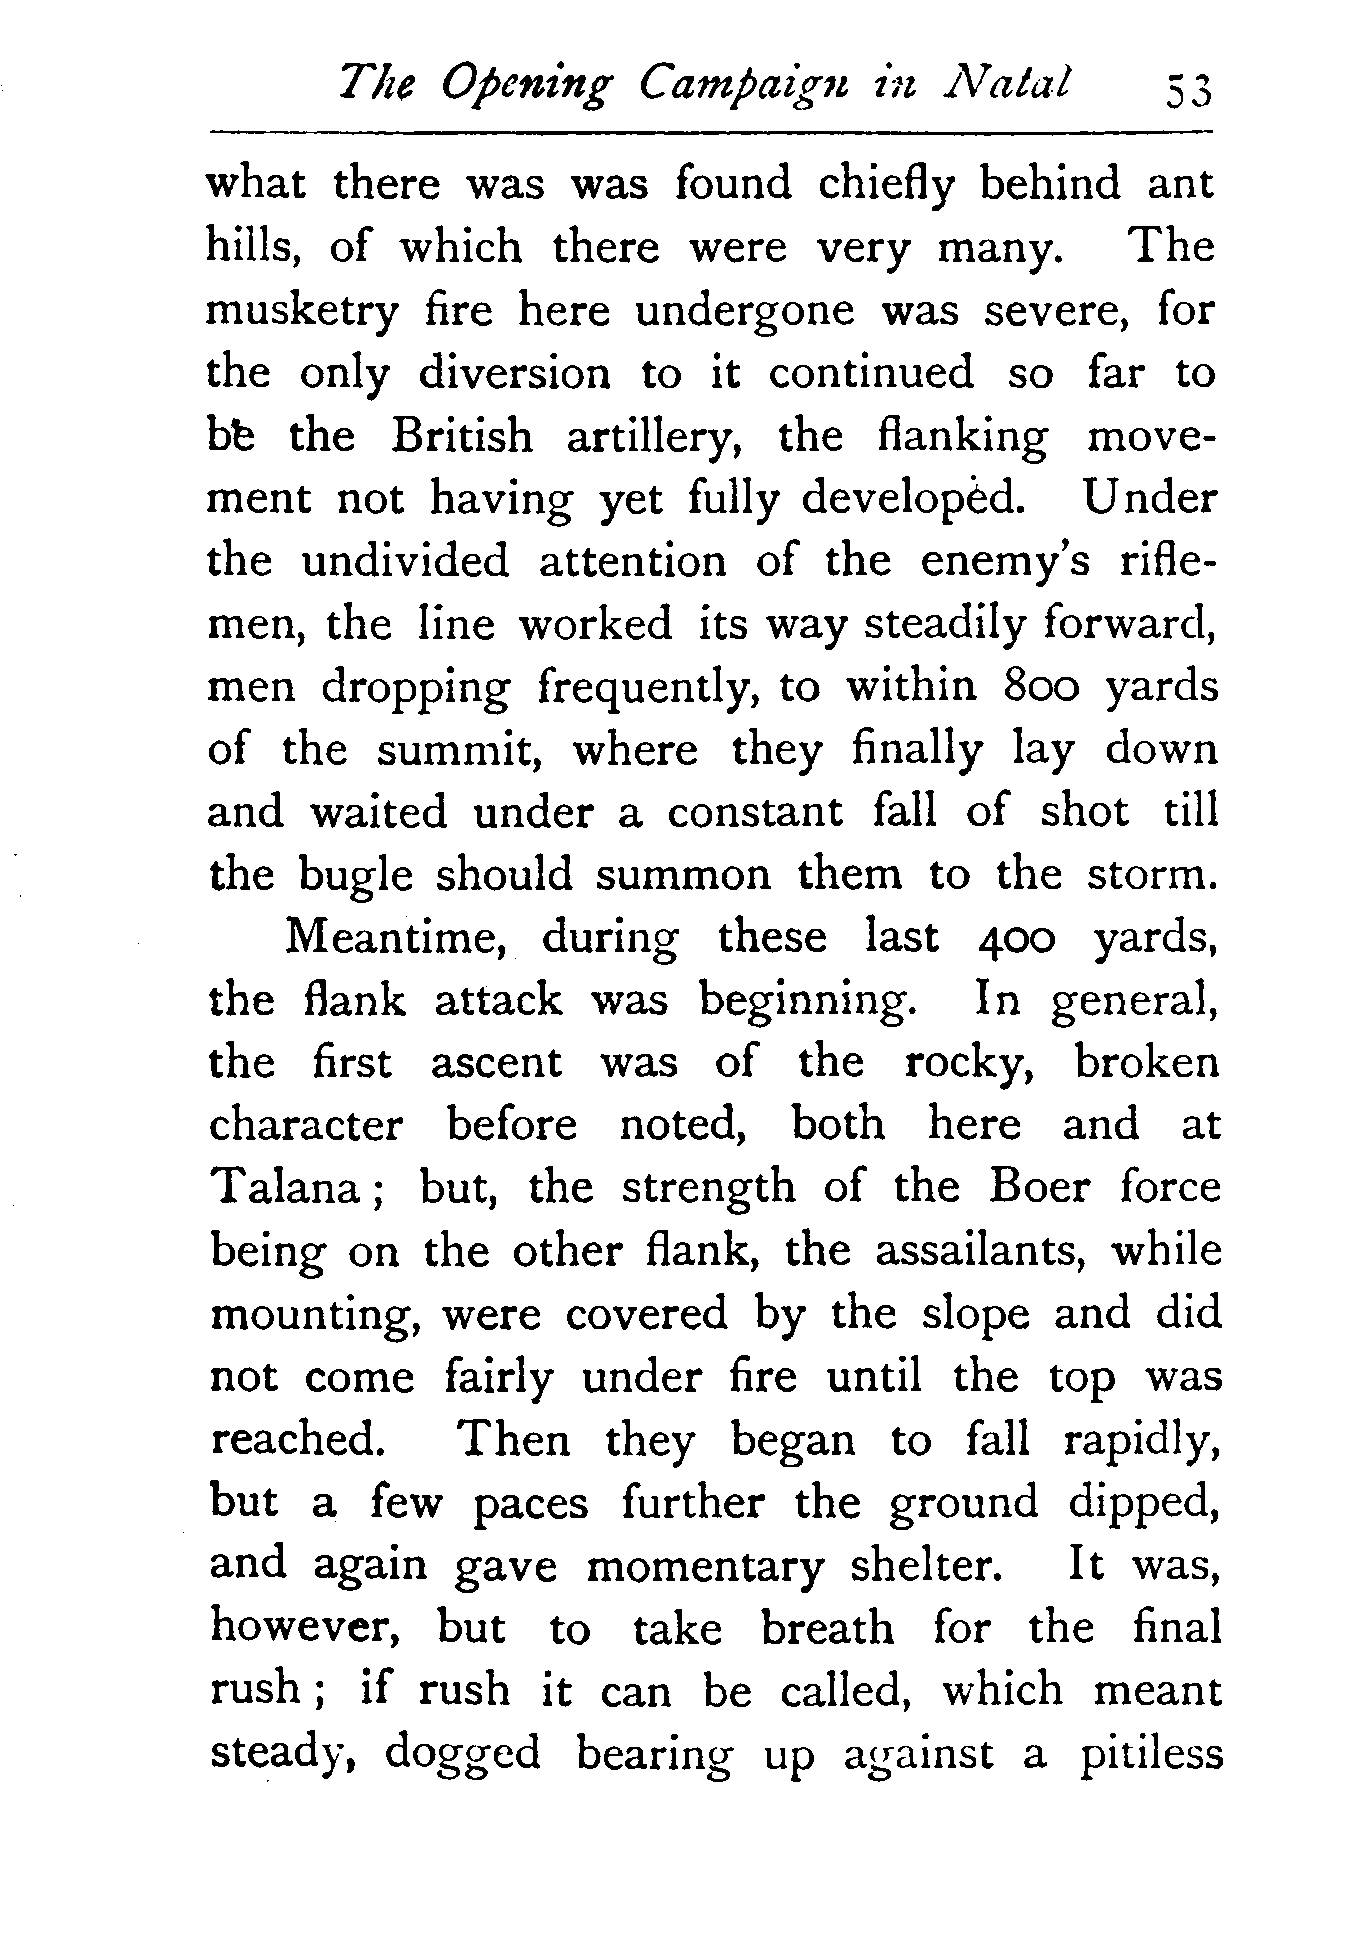 The Opening Campaign in Natal 53
what there was was found chiefly behind ant
hills, of which there were very many. The
musketry fire here undergone was severe, for
the only diversion to it continued so far to
be the British artillery, the flanking move-
ment not having yet fully developed. Under
the undivided attention of the enemy's rifle-
men, the line worked its way steadily forward,
men dropping frequently, to within 800 yards
of the summit, where they finally lay down
and waited under a constant fall of shot till
the bugle should summon them to the storm.
Meantime, during these last 400 yards,
the flank attack was beginning. In general,
the first ascent was of the rocky, broken
character before noted, both here and at
Talana ; but, the strength of the Boer force
being on the other flank, the assailants, while
mounting, were covered by the slope and did
not come fairly under fire until the top was
reached. Then they began to fall rapidly,
but a few paces further the ground dipped,
and again gave momentary shelter. It was,
however, but to take breath for the final
rush ; if rush it can be called, which meant
steady, dogged bearing up against a pitiless